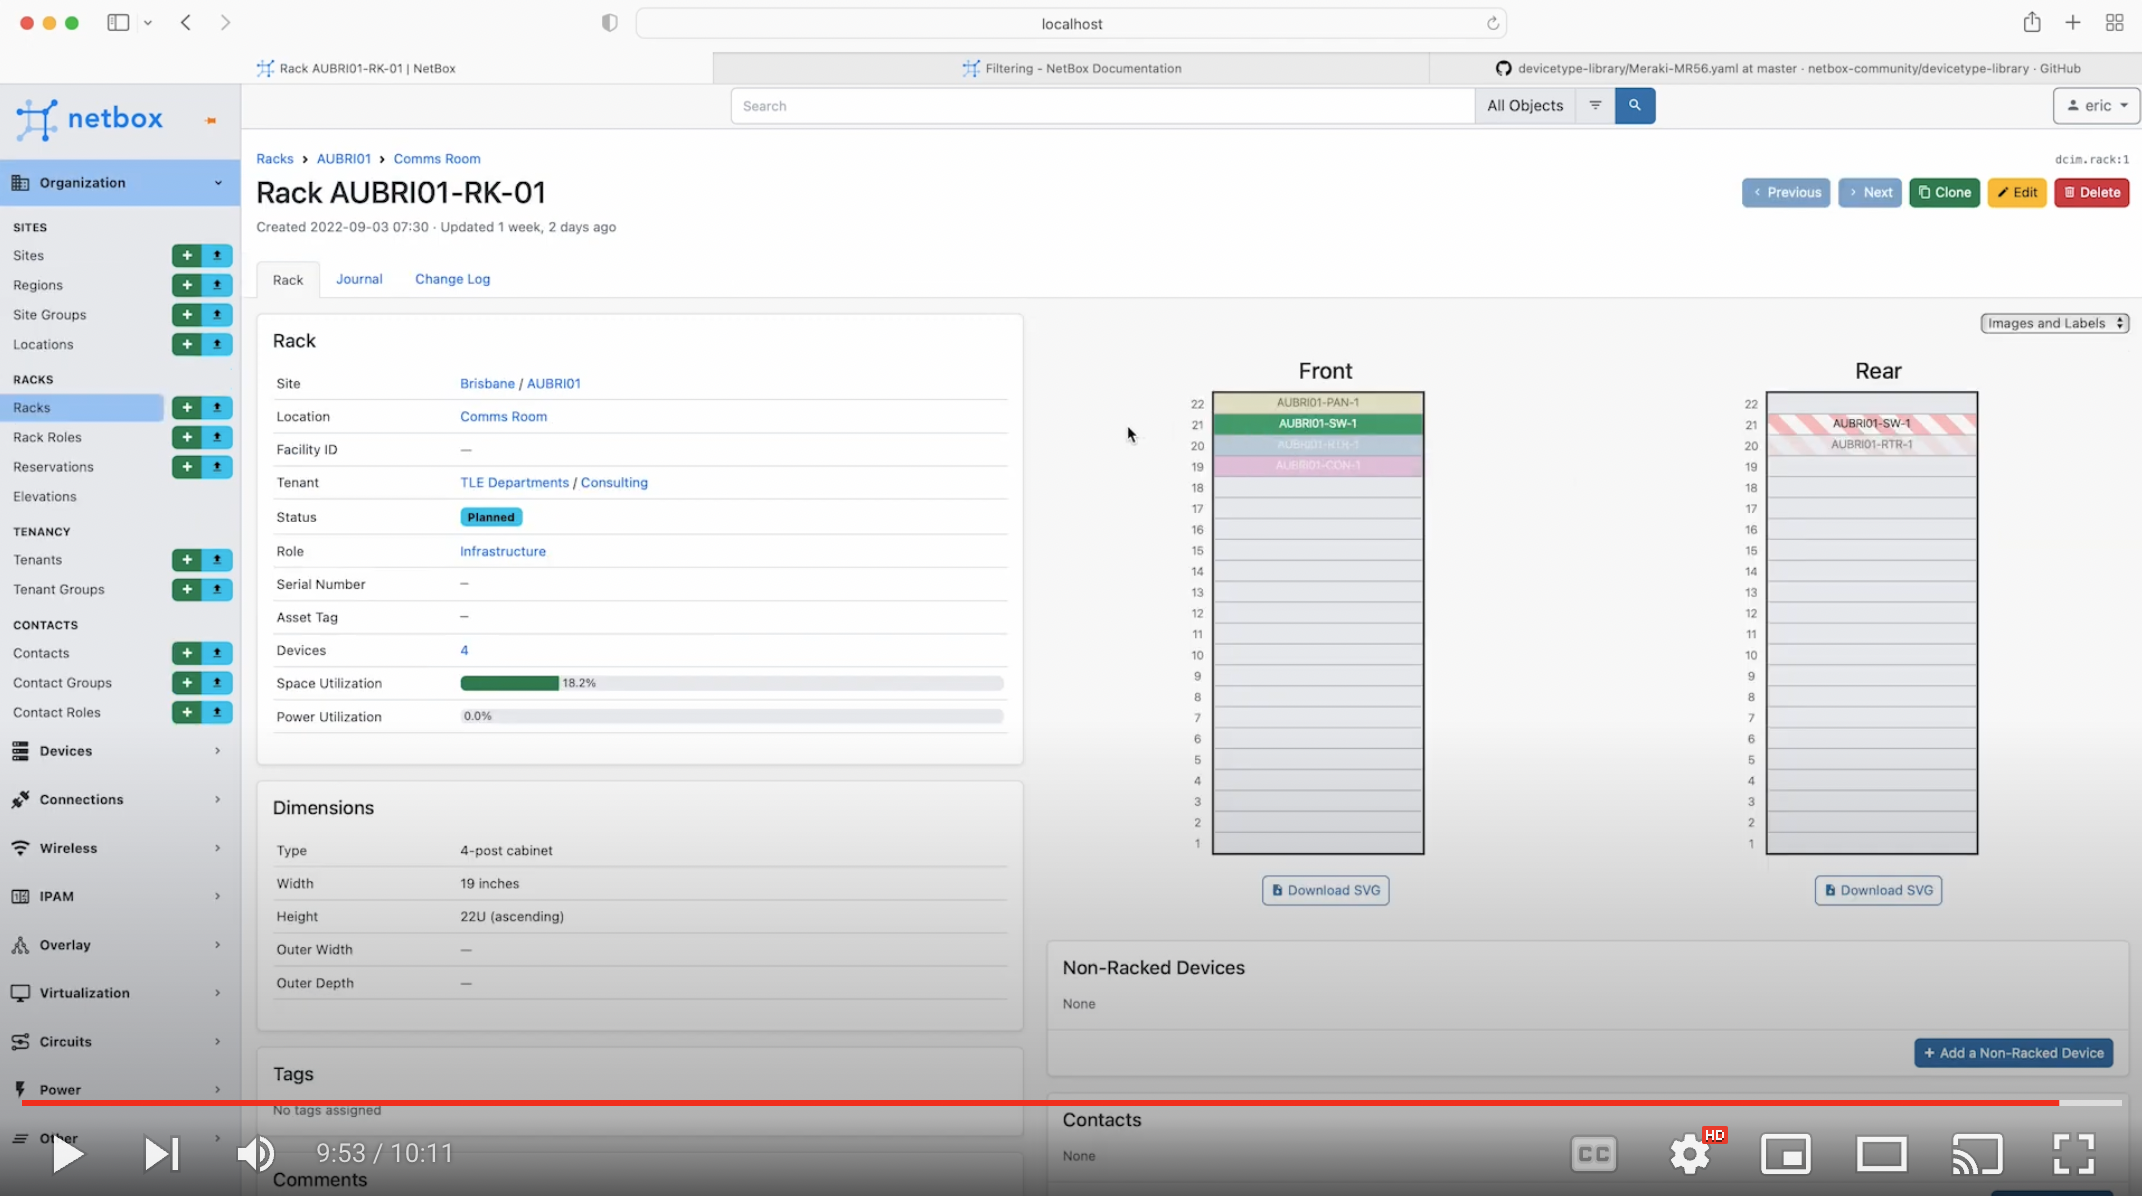 localhost
Rack AUBRI01-RK-01 | NetBox
Filtering - NetBox Documentation
devicetype-library/Meraki-MR56.yaml at master · netbox-community/devicetype-library · GitHub
netbox
Search
All Objects
eric
Organization
SITES
Sites
Regions
Site Groups
Locations
RACKS
Racks
Rack Roles
Reservations
Elevations
TENANCY
Tenants
Tenant Groups
CONTACTS
Contacts
Contact Groups
Contact Roles
Devices
Connections
Wireless
IPAM
Overlay
Virtualization
Circuits
Power
Other
Racks › AUBRI01 › Comms Room
dcim.rack:1
Rack AUBRI01-RK-01
Previous
Next
Clone
Edit
Delete
Created 2022-09-03 07:30 · Updated 1 week, 2 days ago
Rack
Journal
Change Log
Rack
Site Brisbane / AUBRI01
Location Comms Room
Facility ID —
Tenant TLE Departments / Consulting
Status Planned
Role Infrastructure
Serial Number —
Asset Tag —
Devices 4
Space Utilization 18.2%
Power Utilization 0.0%
Dimensions
Type 4-post cabinet
Width 19 inches
Height 22U (ascending)
Outer Width —
Outer Depth —
Tags
No tags assigned
Comments
Images and Labels
Front
22 AUBRI01-PAN-1
21 AUBRI01-SW-1
20 AUBRI01-RTR-1
19 AUBRI01-CON-1
18
17
16
15
14
13
12
11
10
9
8
7
6
5
4
3
2
1
Download SVG
Rear
22
21 AUBRI01-SW-1
20 AUBRI01-RTR-1
19
18
17
16
15
14
13
12
11
10
9
8
7
6
5
4
3
2
1
Download SVG
Non-Racked Devices
None
+ Add a Non-Racked Device
Contacts
None
9:53 / 10:11
CC
HD